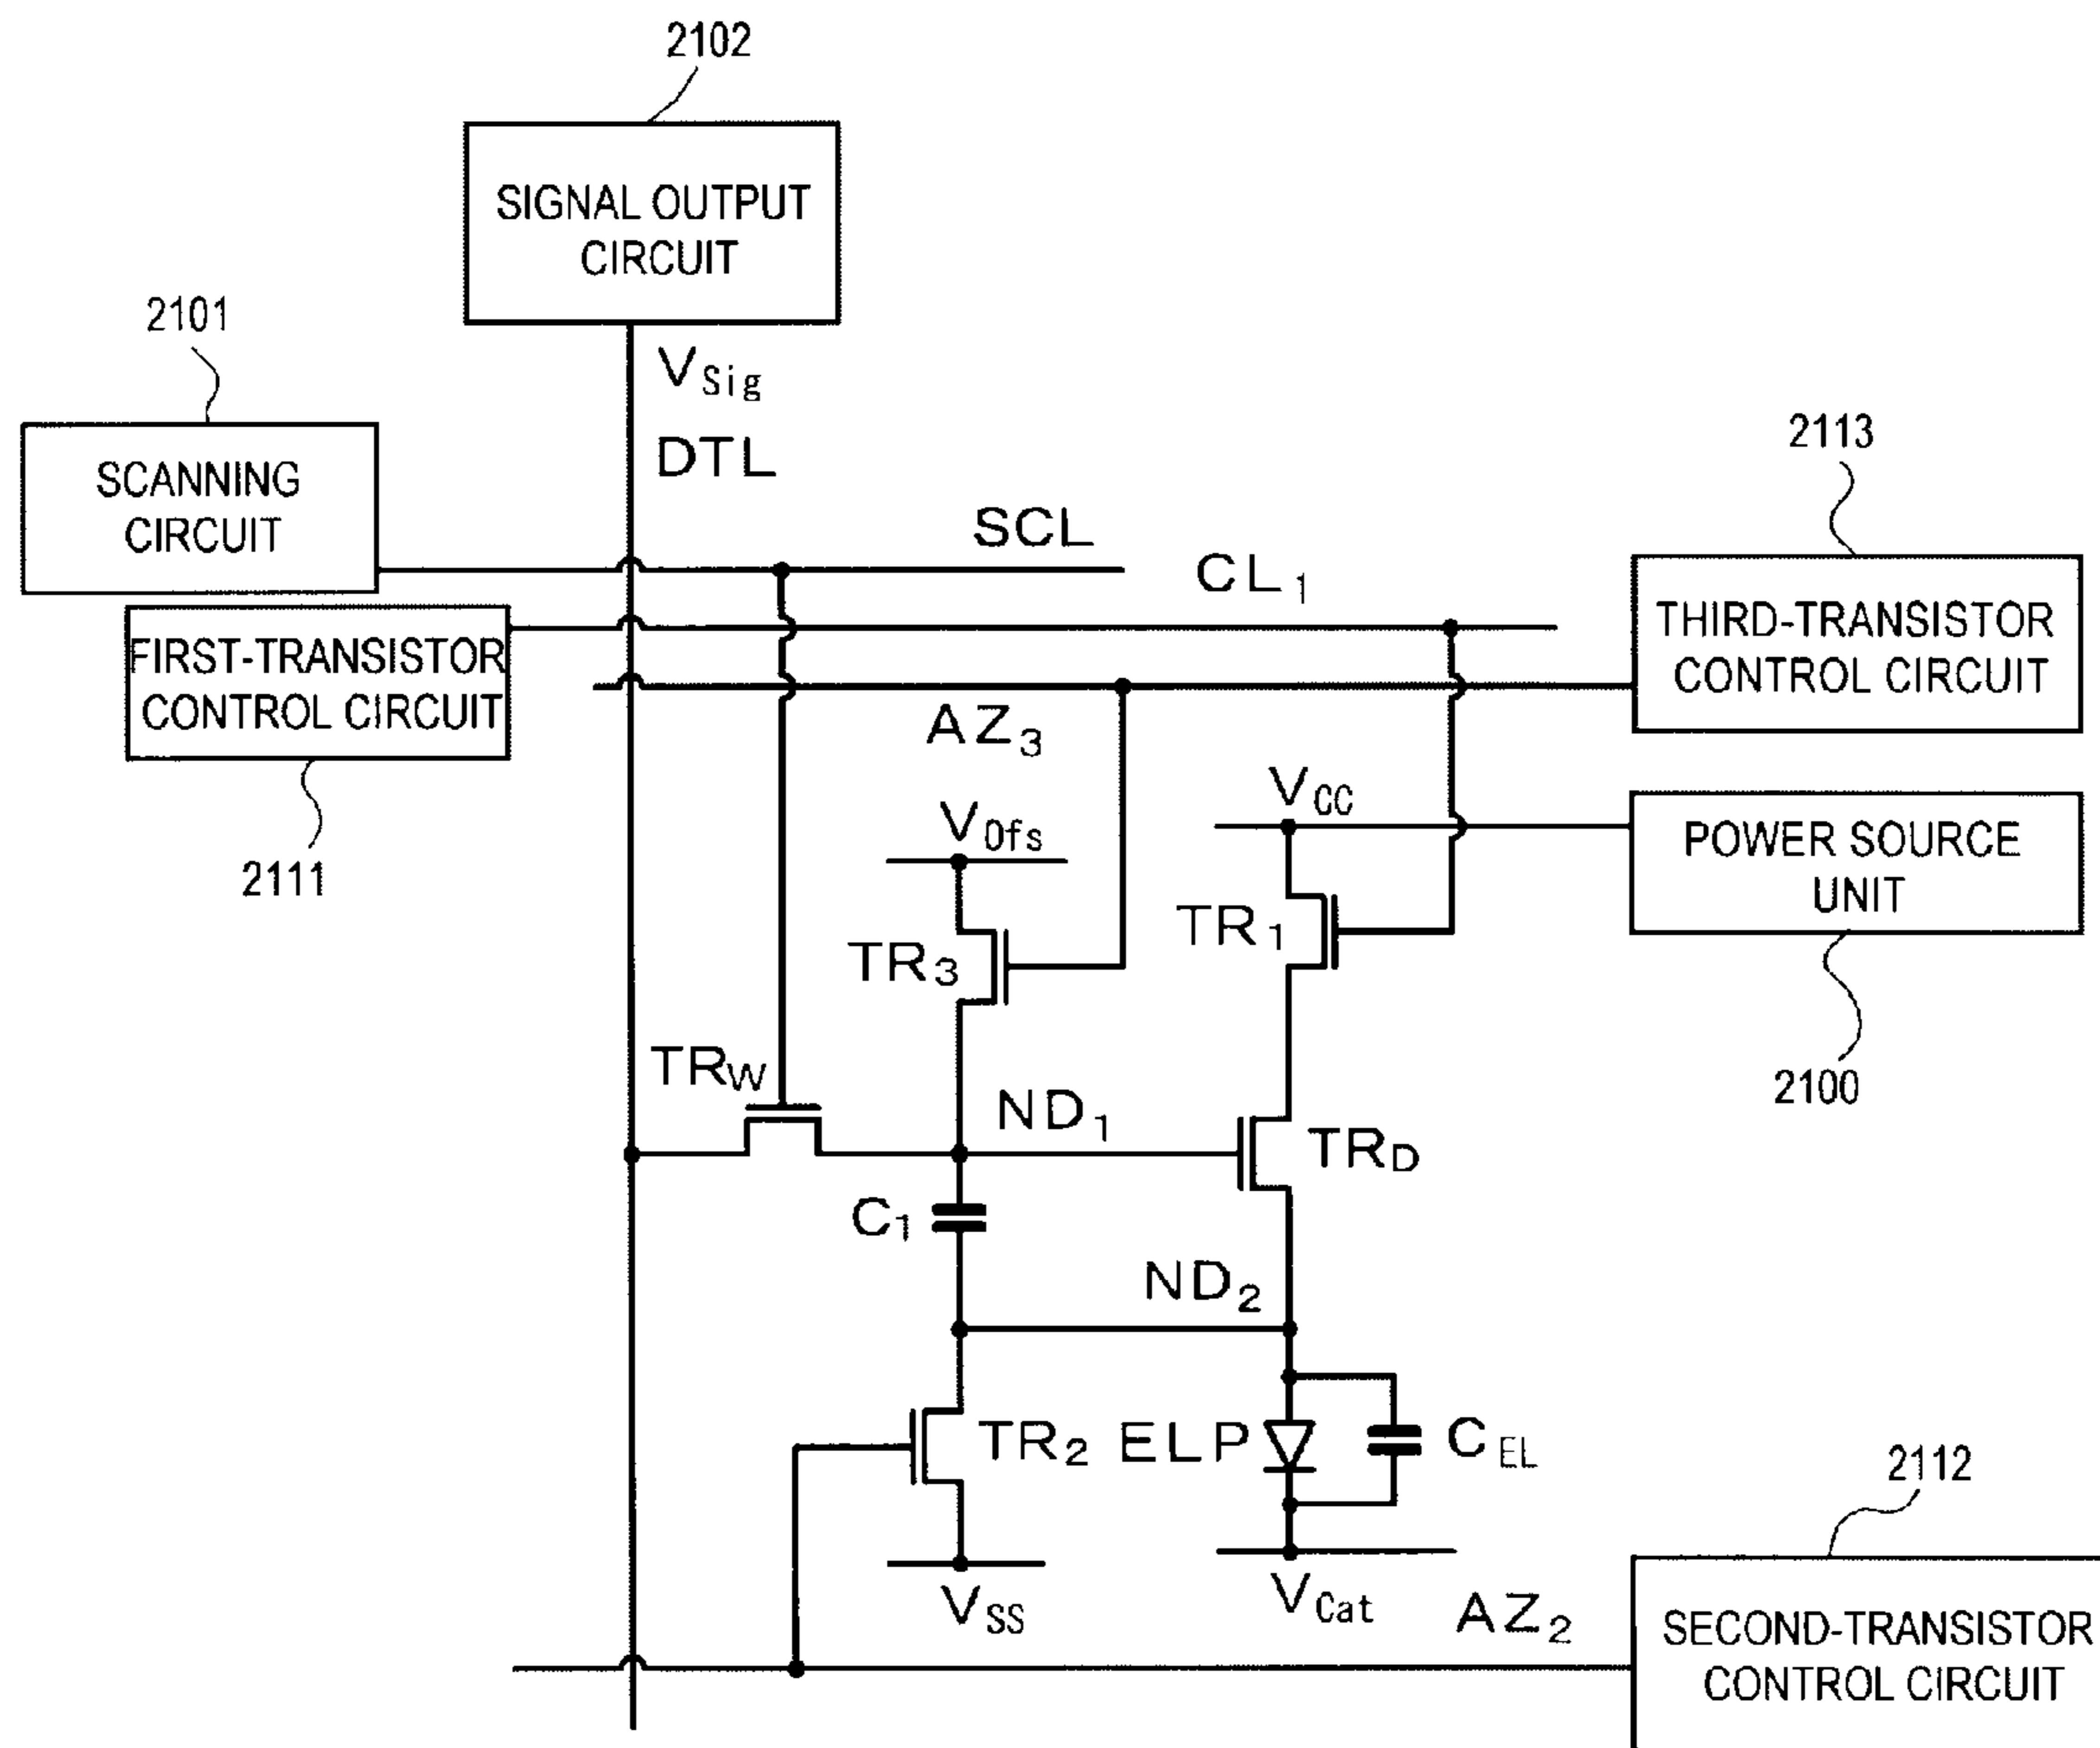 2102
SIGNAL OUTPUT
CIRCUIT
2101
VSig
DTL
SCANNING
CIRCUIT
2113
SCL
CL1
FIRST-TRANSISTOR
CONTROL CIRCUIT
THIRD-TRANSISTOR
CONTROL CIRCUIT
AZ3
2111
VOfs
VCC
POWER SOURCE
UNIT
TR3
TR1
2100
TRW
ND1
TRD
C1
ND2
TR2
ELP
CEL
2112
VSS
VCat
AZ2
SECOND-TRANSISTOR
CONTROL CIRCUIT